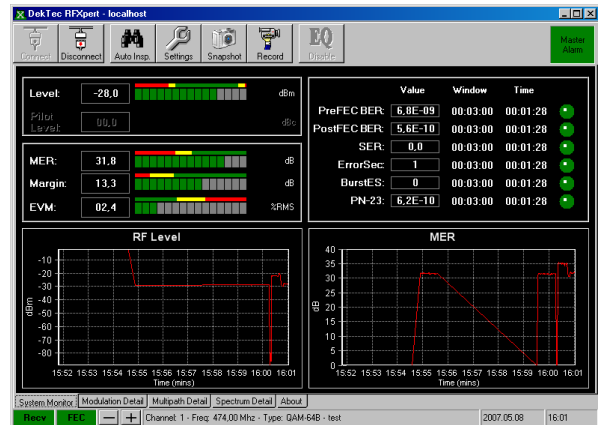 DekTec RFXpert - localhost
Connect Disconnect Auto Insp. Settings Snapshot Record EQ Disable Master Alarm
Level: -28,0 dBm
Pilot Level: 00,0 dBc
MER: 31,8 dB
Margin: 13,3 dB
EVM: 02,4 %RMS
Value Window Time
PreFEC BER: 6,8E-09 00:03:00 00:01:28
PostFEC BER: 5,6E-10 00:03:00 00:01:28
SER: 0,0 00:03:00 00:01:28
ErrorSec: 1 00:03:00 00:01:28
BurstES: 0 00:03:00 00:01:28
PN-23: 6,2E-10 00:03:00 00:01:28
RF Level
-10
-20
-30
-40
-50
-60
-70
-80
dBm
15:52 15:53 15:54 15:55 15:56 15:57 15:58 15:59 16:00 16:01
Time (mins)
MER
40
35
30
25
20
15
10
5
0
dB
15:52 15:53 15:54 15:55 15:56 15:57 15:58 15:59 16:00 16:01
Time (mins)
System Monitor Modulation Detail Multipath Detail Spectrum Detail About
Recv FEC Channel: 1 - Freq: 474,00 Mhz - Type: QAM-64B - test 2007.05.08 16:01